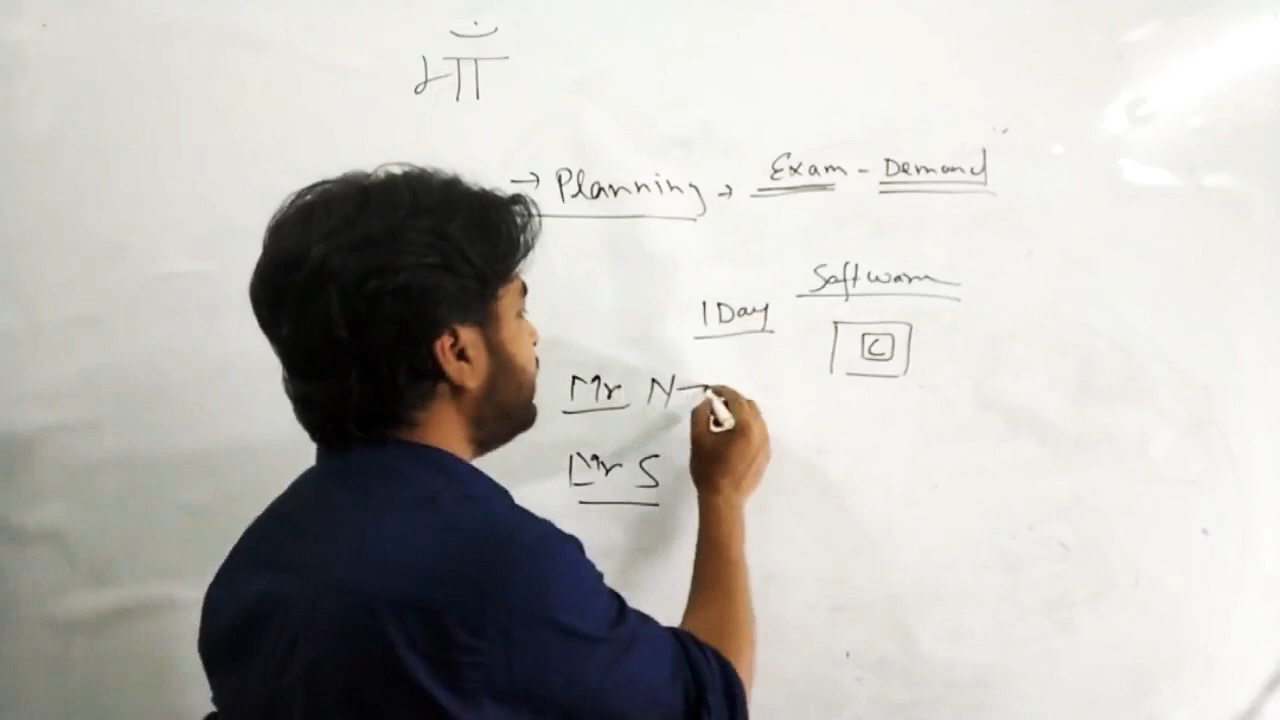 माँ
→ Planning → Exam - Demand
Software
1 Day
C
Mr N
Mr S